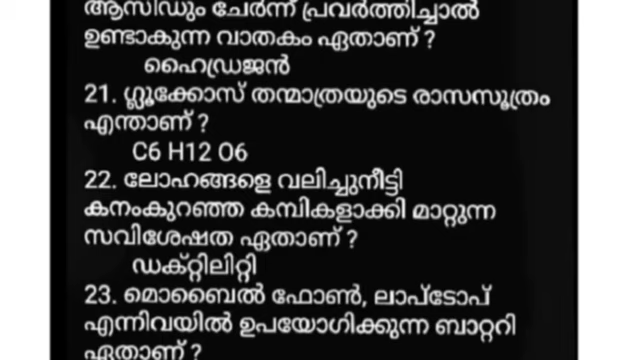 ആസിഡും ചേർന്ന് പ്രവർത്തിച്ചാൽ
ഉണ്ടാകുന്ന വാതകം ഏതാണ് ?
ഹൈഡ്രജൻ
21. ഗ്ലൂക്കോസ് തന്മാത്രയുടെ രാസസൂത്രം
എന്താണ് ?
C6 H12 O6
22. ലോഹങ്ങളെ വലിച്ചുനീട്ടി
കനംകുറഞ്ഞ കമ്പികളാക്കി മാറ്റുന്ന
സവിശേഷത ഏതാണ് ?
ഡക്റ്റിലിറ്റി
23. മൊബൈൽ ഫോൺ, ലാപ്ടോപ്
എന്നിവയിൽ ഉപയോഗിക്കുന്ന ബാറ്ററി
ഏതാണ് ?